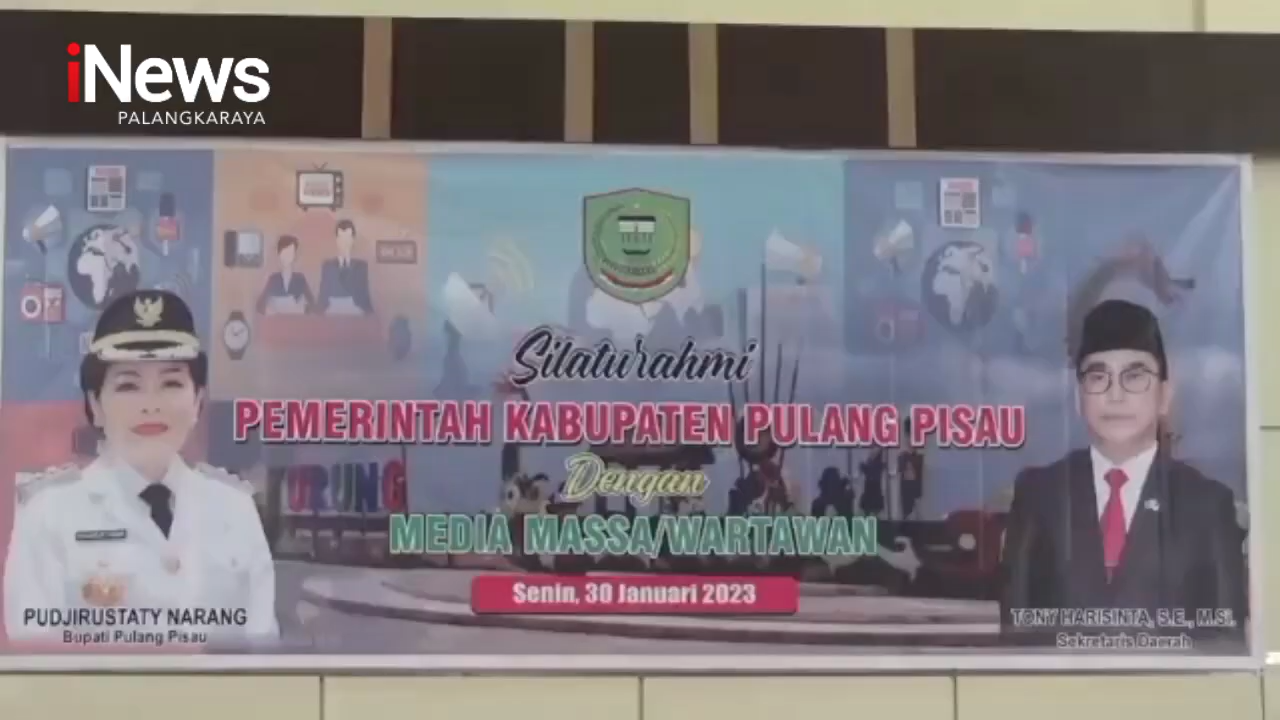 iNews
PALANGKARAYA
Silaturahmi
PEMERINTAH KABUPATEN PULANG PISAU
Dengan
URUNG
MEDIA MASSA/WARTAWAN
Senin, 30 Januari 2023
PUDJIRUSTATY NARANG
Bupati Pulang Pisau
TONY HARISINTA, S.E., M.Si.
Sekretaris Daerah